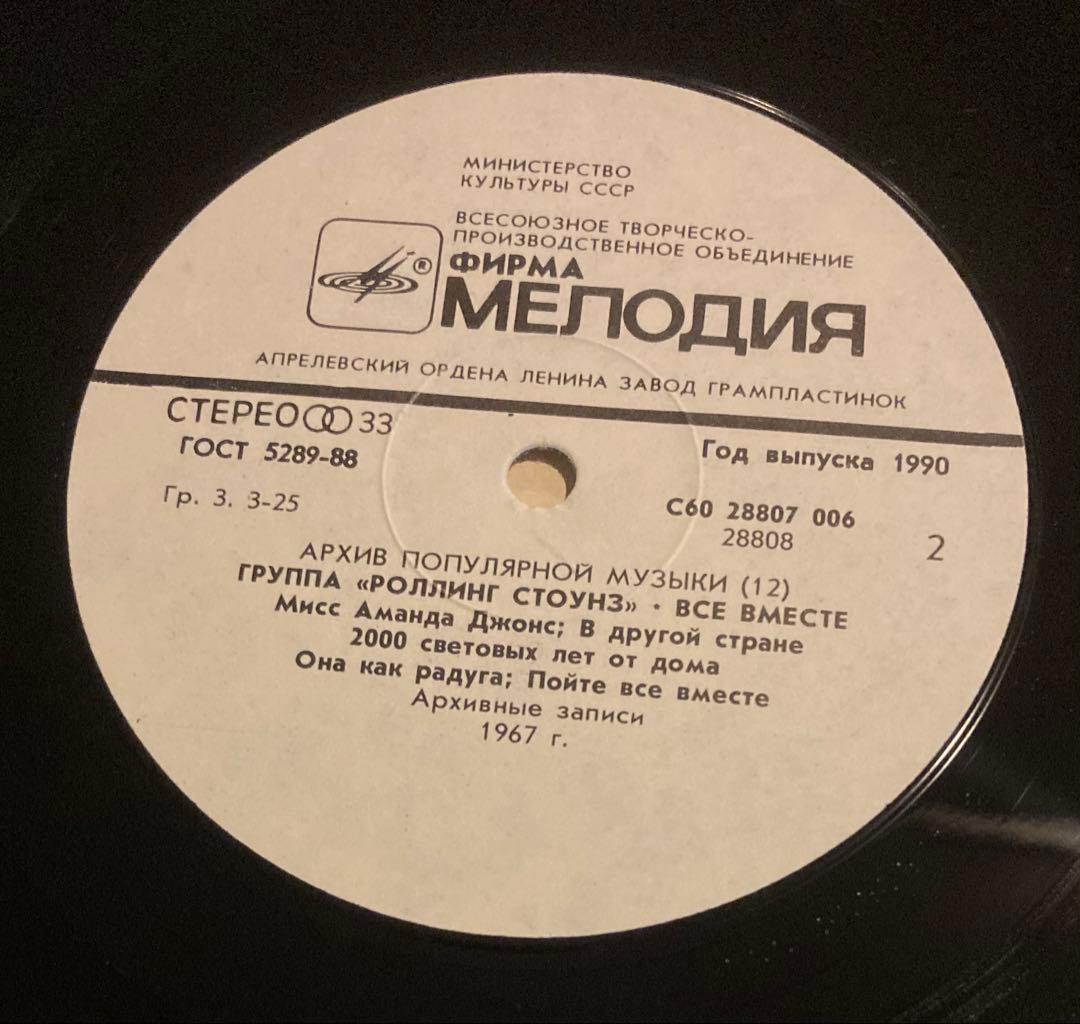 МИНИСТЕРСТВО
КУЛЬТУРЫ СССР
ВСЕСОЮЗНОЕ ТВОРЧЕСКО-
ПРОИЗВОДСТВЕННОЕ ОБЪЕДИНЕНИЕ
®
ФИРМА
МЕЛОДИЯ
АПРЕЛЕВСКИЙ ОРДЕНА ЛЕНИНА ЗАВОД ГРАМПЛАСТИНОК
СТЕРЕО 33
ГОСТ 5289-88
Гр. 3. 3-25
Год выпуска 1990
С60 28807 006
28808
2
АРХИВ ПОПУЛЯРНОЙ МУЗЫКИ (12)
ГРУППА «РОЛЛИНГ СТОУНЗ» · ВСЕ ВМЕСТЕ
Мисс Аманда Джонс; В другой стране
2000 световых лет от дома
Она как радуга; Пойте все вместе
Архивные записи
1967 г.